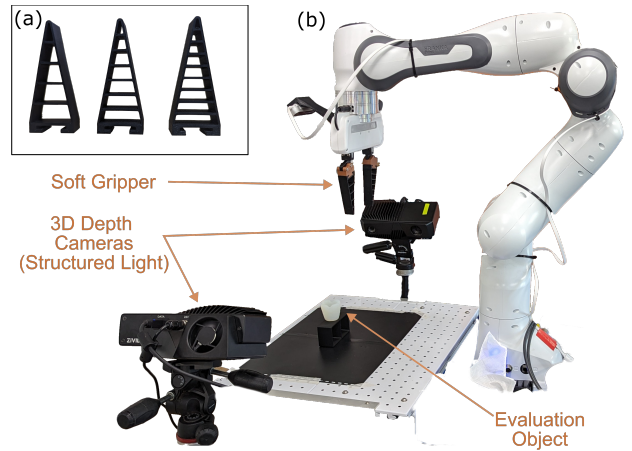 (a)
(b)
Soft Gripper
3D Depth
Cameras
(Structured Light)
ZIVID
Evaluation
Object